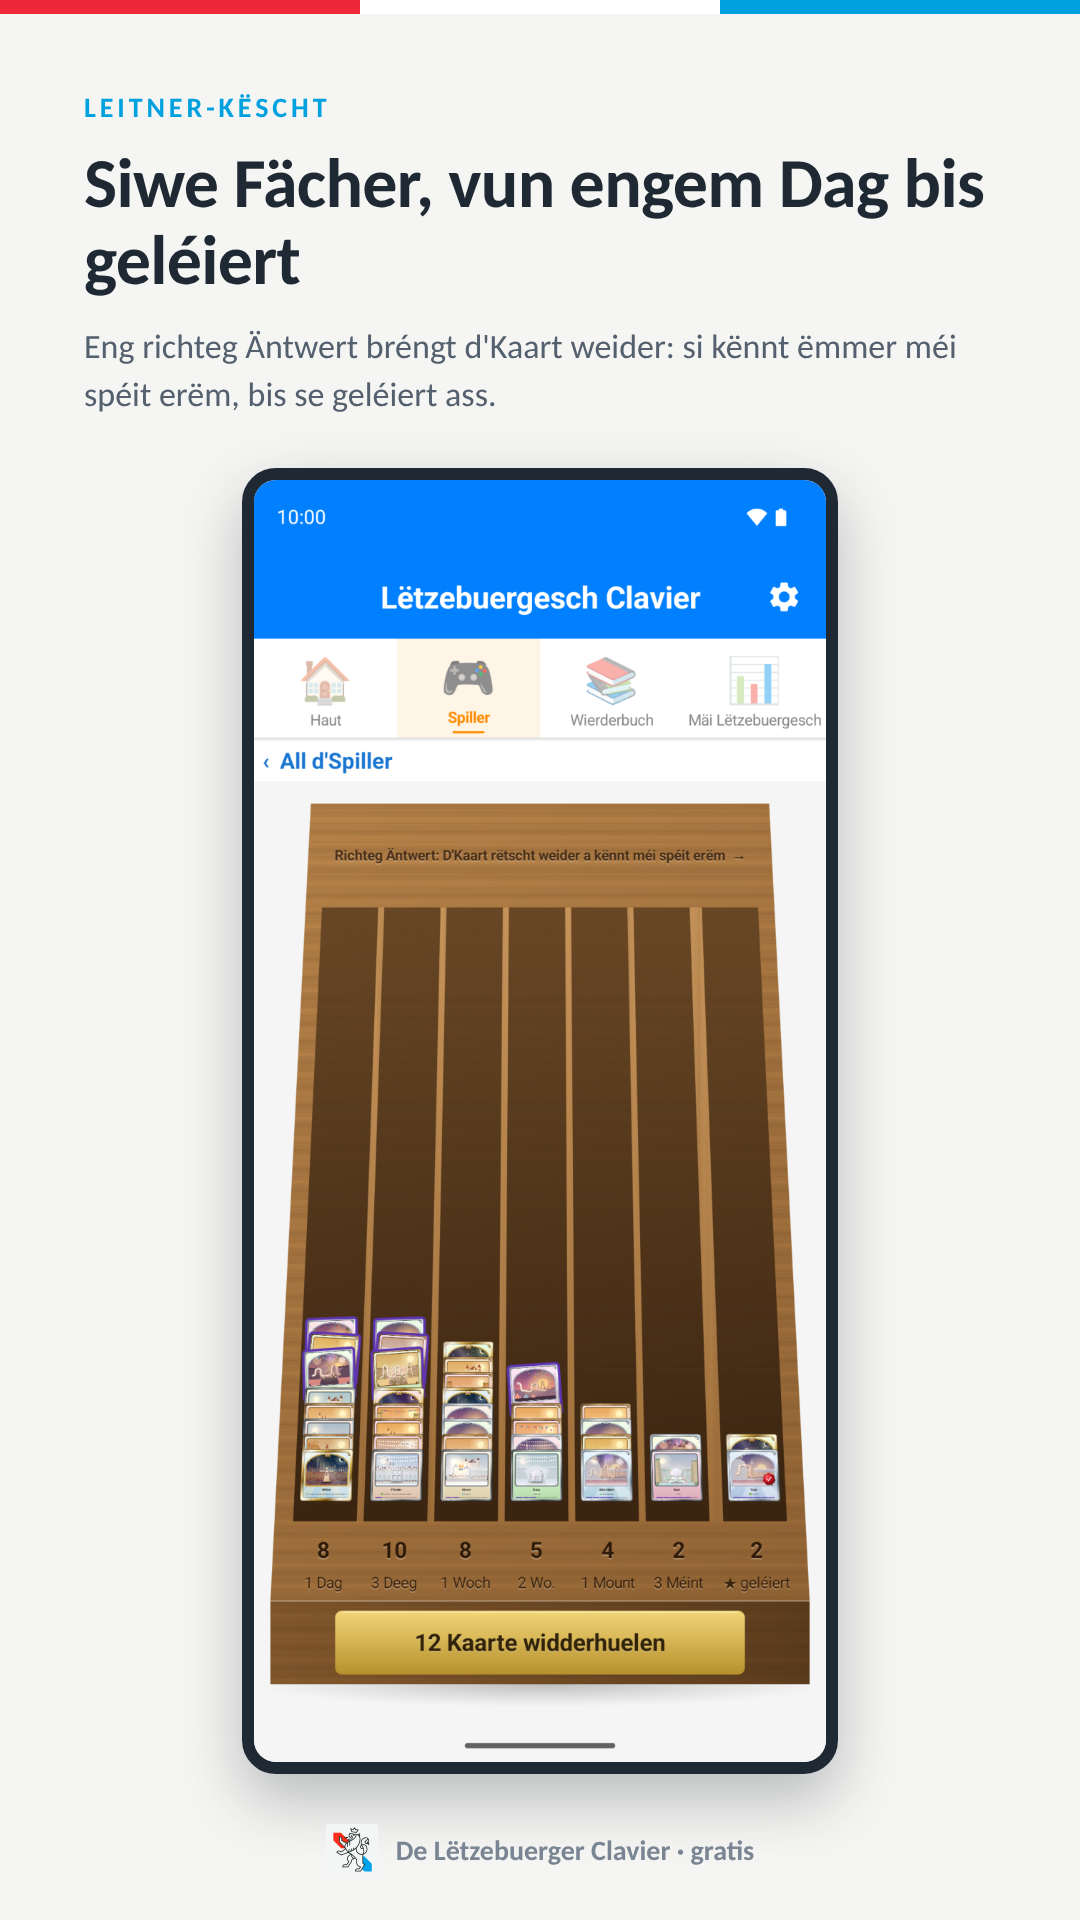 LEITNER-KËSCHT
Siwe Fächer, vun engem Dag bis
geléiert
Eng richteg Äntwert bréngt d'Kaart weider: si kënnt ëmmer méi
spéit erëm, bis se geléiert ass.
10:00
Lëtzebuergesch Clavier
Haut
Spiller
Wierderbuch
Mäi Lëtzebuergesch
‹ All d'Spiller
Richteg Äntwert: D'Kaart rëtscht weider a kënnt méi spéit erëm →
8 10 8 5 4 2 2
1 Dag 3 Deeg 1 Woch 2 Wo. 1 Mount 3 Méint ★ geléiert
12 Kaarte widderhuelen
De Lëtzebuerger Clavier · gratis